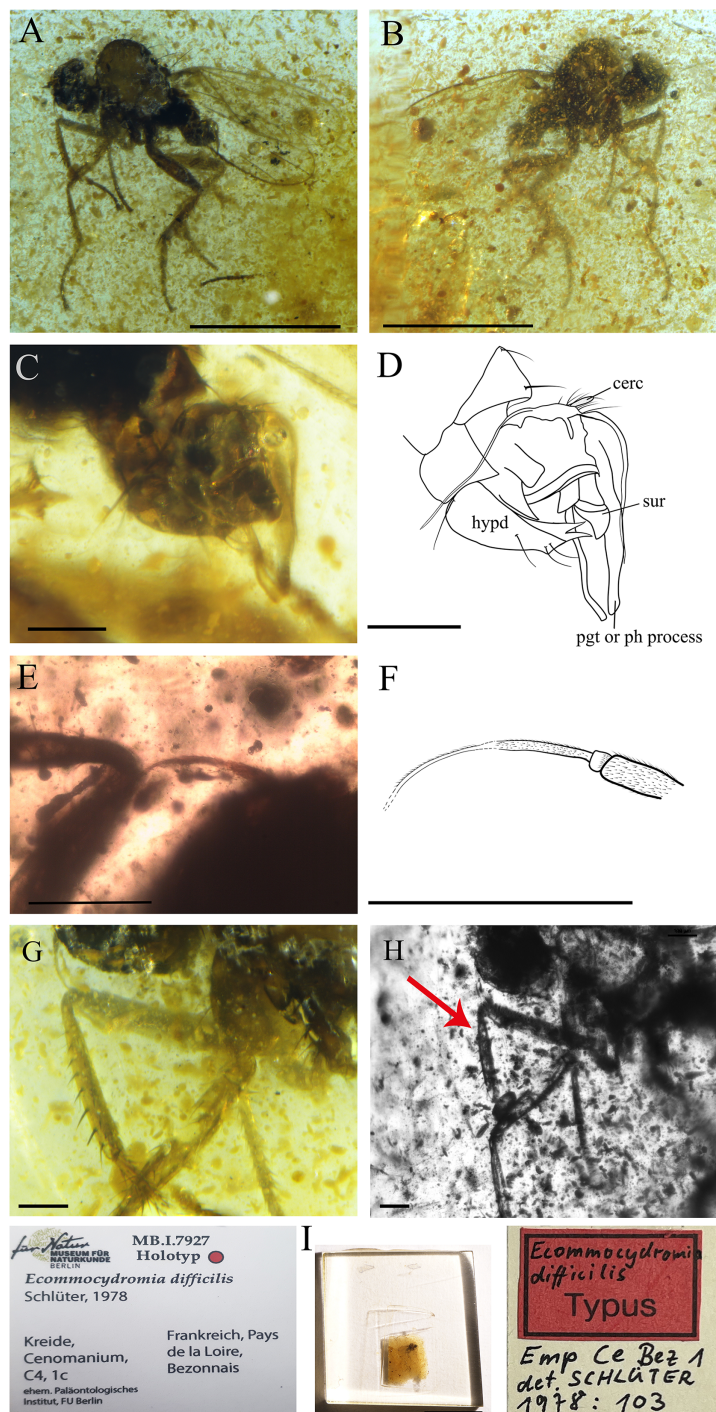 A
B
C
D
cerc
sur
hypd
pgt or ph process
E
F
G
H
für Natur
MUSEUM FÜR
NATURKUNDE
BERLIN
MB.I.7927
Holotyp
Ecommocydromia difficilis
Schlüter, 1978
Kreide,
Cenomanium,
C4, 1c
ehem. Paläontologisches
Institut, FU Berlin
Frankreich, Pays
de la Loire,
Bezonnais
I
Ecommocydromia
difficilis
Typus
Emp Ce Bez 1
det. SCHLÜTER
1978: 103